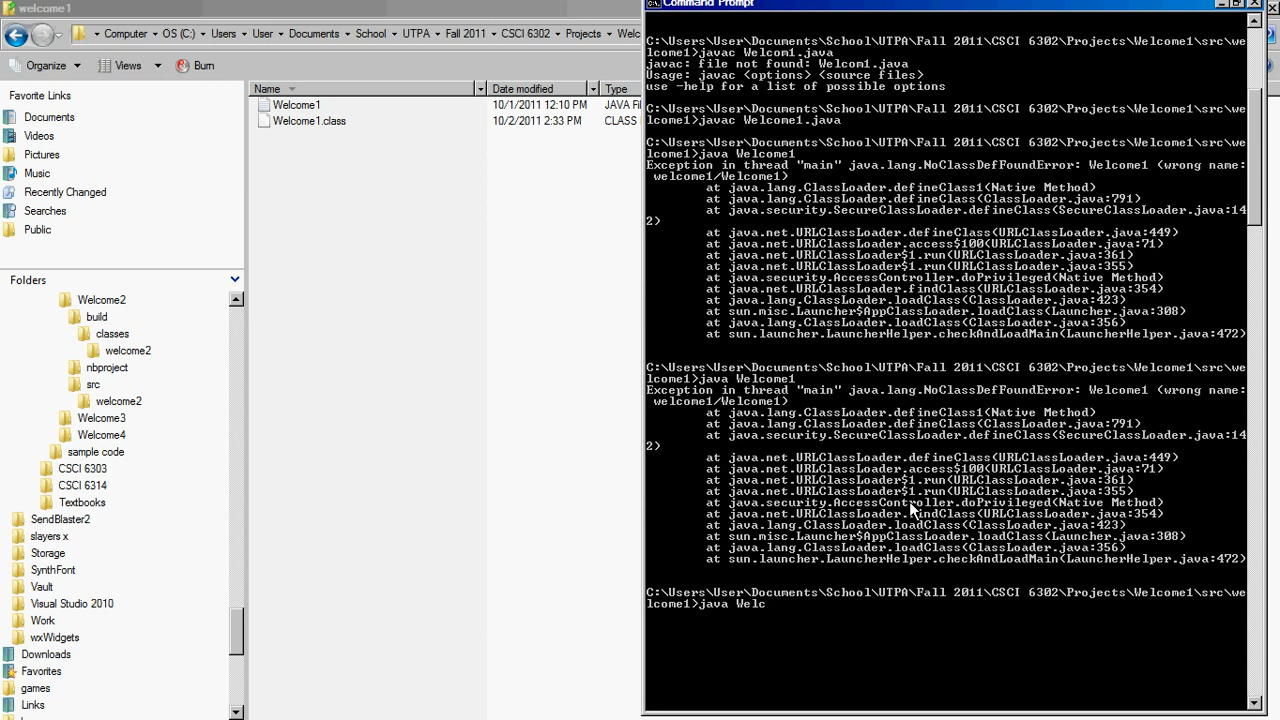 welcome1
Computer OS (C:) Users User Documents School UTPA Fall 2011 CSCI 6302 Projects Welc
Organize Views Burn
Favorite Links
Documents
Videos
Pictures
Music
Recently Changed
Searches
Public
Folders
Welcome2
build
classes
welcome2
nbproject
src
welcome2
Welcome3
Welcome4
sample code
CSCI 6303
CSCI 6314
Textbooks
SendBlaster2
slayers x
Storage
SynthFont
Vault
Visual Studio 2010
Work
wxWidgets
Downloads
Favorites
games
Links
Name Date modified Type
Welcome1 10/1/2011 12:10 PM JAVA Fi
Welcome1.class 10/2/2011 2:33 PM CLASS
Command Prompt
C:\Users\User\Documents\School\UTPA\Fall 2011\CSCI 6302\Projects\Welcome1\src\we
lcome1>javac Welcom1.java
javac: file not found: Welcom1.java
Usage: javac <options> <source files>
use -help for a list of possible options
C:\Users\User\Documents\School\UTPA\Fall 2011\CSCI 6302\Projects\Welcome1\src\we
lcome1>javac Welcome1.java
C:\Users\User\Documents\School\UTPA\Fall 2011\CSCI 6302\Projects\Welcome1\src\we
lcome1>java Welcome1
Exception in thread "main" java.lang.NoClassDefFoundError: Welcome1 (wrong name:
welcome1/Welcome1)
at java.lang.ClassLoader.defineClass1(Native Method)
at java.lang.ClassLoader.defineClass(ClassLoader.java:791)
at java.security.SecureClassLoader.defineClass(SecureClassLoader.java:14
2)
at java.net.URLClassLoader.defineClass(URLClassLoader.java:449)
at java.net.URLClassLoader.access$100(URLClassLoader.java:71)
at java.net.URLClassLoader$1.run(URLClassLoader.java:361)
at java.net.URLClassLoader$1.run(URLClassLoader.java:355)
at java.security.AccessController.doPrivileged(Native Method)
at java.net.URLClassLoader.findClass(URLClassLoader.java:354)
at java.lang.ClassLoader.loadClass(ClassLoader.java:423)
at sun.misc.Launcher$AppClassLoader.loadClass(Launcher.java:308)
at java.lang.ClassLoader.loadClass(ClassLoader.java:356)
at sun.launcher.LauncherHelper.checkAndLoadMain(LauncherHelper.java:472)
C:\Users\User\Documents\School\UTPA\Fall 2011\CSCI 6302\Projects\Welcome1\src\we
lcome1>java Welcome1
Exception in thread "main" java.lang.NoClassDefFoundError: Welcome1 (wrong name:
welcome1/Welcome1)
at java.lang.ClassLoader.defineClass1(Native Method)
at java.lang.ClassLoader.defineClass(ClassLoader.java:791)
at java.security.SecureClassLoader.defineClass(SecureClassLoader.java:14
2)
at java.net.URLClassLoader.defineClass(URLClassLoader.java:449)
at java.net.URLClassLoader.access$100(URLClassLoader.java:71)
at java.net.URLClassLoader$1.run(URLClassLoader.java:361)
at java.net.URLClassLoader$1.run(URLClassLoader.java:355)
at java.security.AccessController.doPrivileged(Native Method)
at java.net.URLClassLoader.findClass(URLClassLoader.java:354)
at java.lang.ClassLoader.loadClass(ClassLoader.java:423)
at sun.misc.Launcher$AppClassLoader.loadClass(Launcher.java:308)
at java.lang.ClassLoader.loadClass(ClassLoader.java:356)
at sun.launcher.LauncherHelper.checkAndLoadMain(LauncherHelper.java:472)
C:\Users\User\Documents\School\UTPA\Fall 2011\CSCI 6302\Projects\Welcome1\src\we
lcome1>java Welc